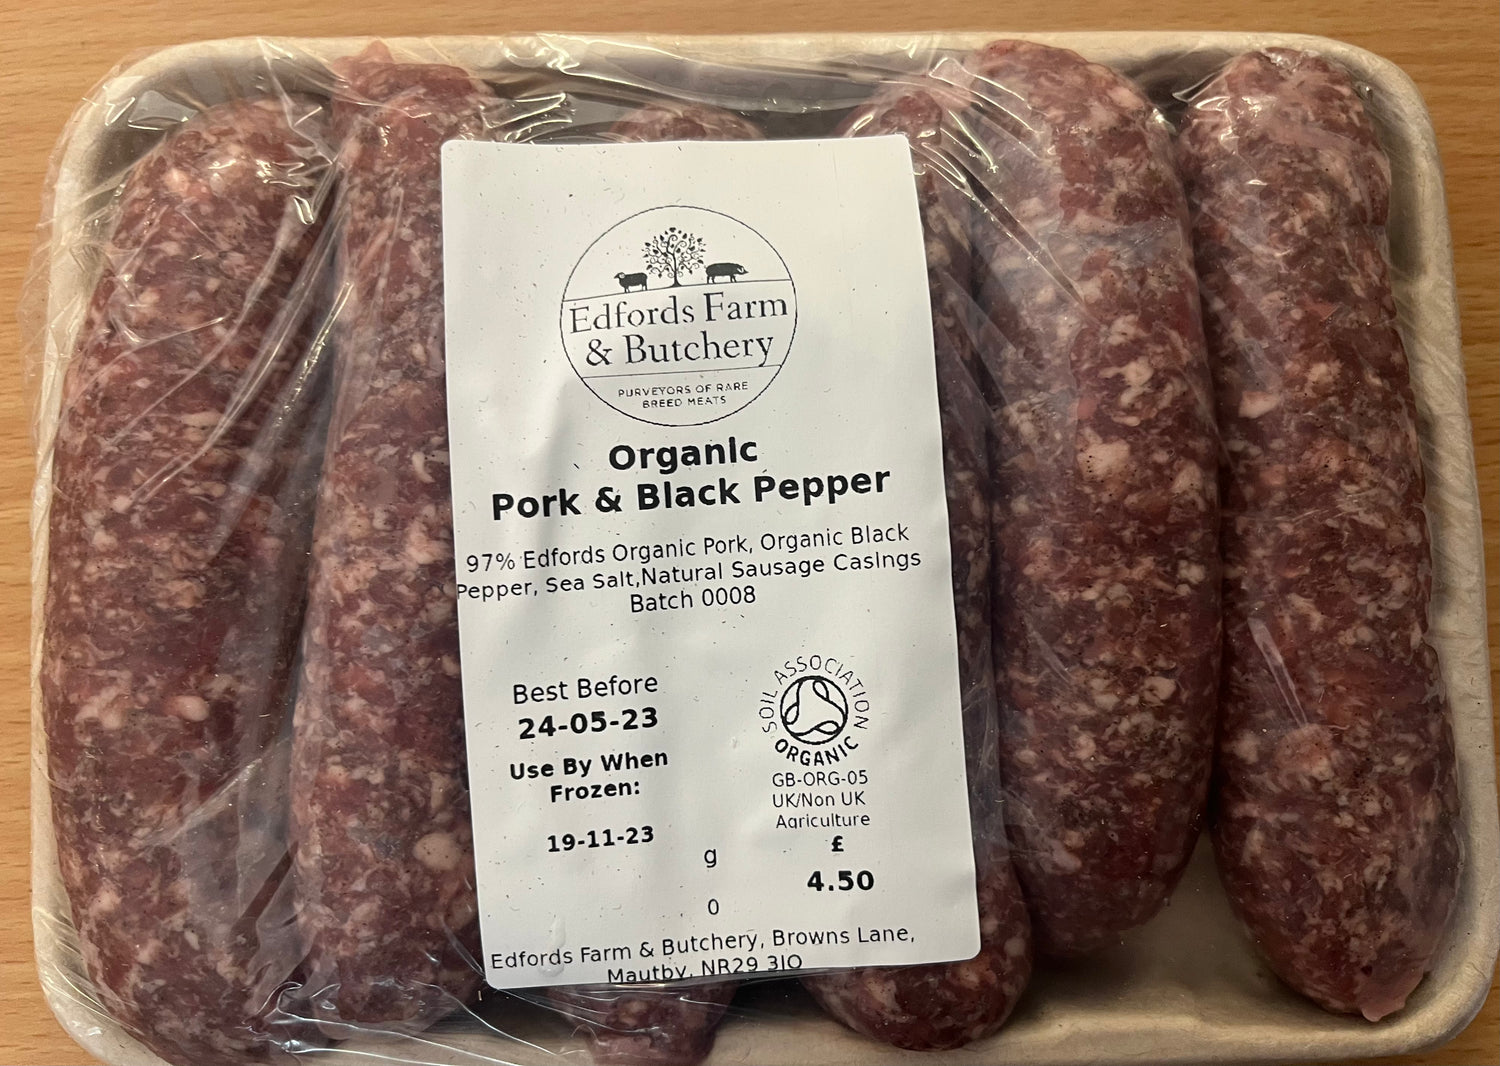 Edfords Farm
& Butchery
PURVEYORS OF RARE
BREED MEATS
Organic
Pork & Black Pepper
97% Edfords Organic Pork, Organic Black
Pepper, Sea Salt,Natural Sausage Casings
Batch 0008
Best Before
24-05-23
Use By When
Frozen:
19-11-23
SOIL ASSOCIATION
ORGANIC
GB-ORG-05
UK/Non UK
Agriculture
£
4.50
g
0
Edfords Farm & Butchery, Browns Lane,
Mautby, NR29